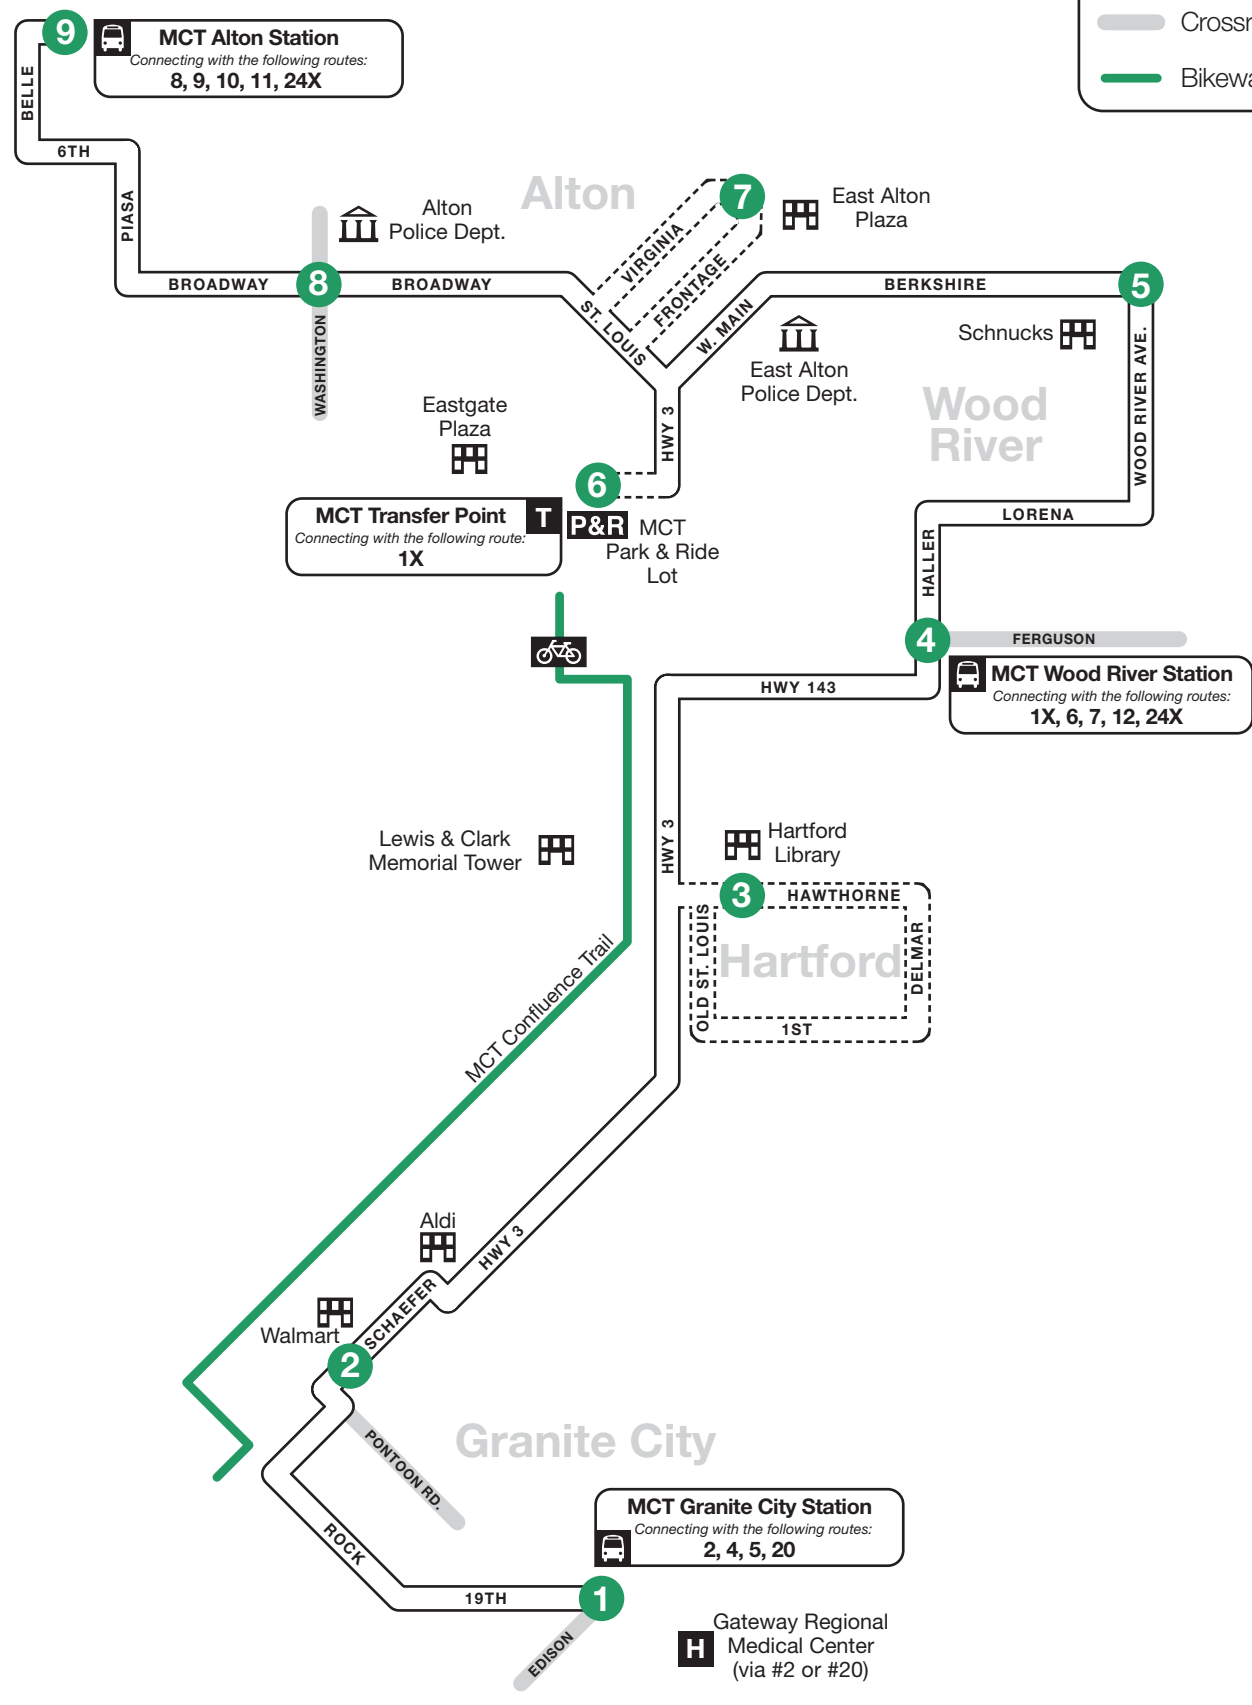 9
MCT Alton Station
Connecting with the following routes:
8, 9, 10, 11, 24X
BELLE
6TH
PIASA
Alton
Police Dept.
Alton
7
East Alton
Plaza
VIRGINIA
FRONTAGE
BROADWAY
8
BROADWAY
WASHINGTON
ST. LOUIS
W. MAIN
BERKSHIRE
5
East Alton
Police Dept.
Schnucks
WOOD RIVER AVE.
Wood
River
Eastgate
Plaza
HWY 3
6
MCT Transfer Point
Connecting with the following route:
1X
T
P&R
MCT
Park & Ride
Lot
LORENA
HALLER
4
FERGUSON
MCT Wood River Station
Connecting with the following routes:
1X, 6, 7, 12, 24X
HWY 143
HWY 3
Lewis & Clark
Memorial Tower
Hartford
Library
3
HAWTHORNE
OLD ST. LOUIS
Hartford
DELMAR
1ST
MCT Confluence Trail
Aldi
HWY 3
SCHAEFER
Walmart
2
PONTOON RD.
Granite City
ROCK
MCT Granite City Station
Connecting with the following routes:
2, 4, 5, 20
19TH
1
EDISON
H
Gateway Regional
Medical Center
(via #2 or #20)